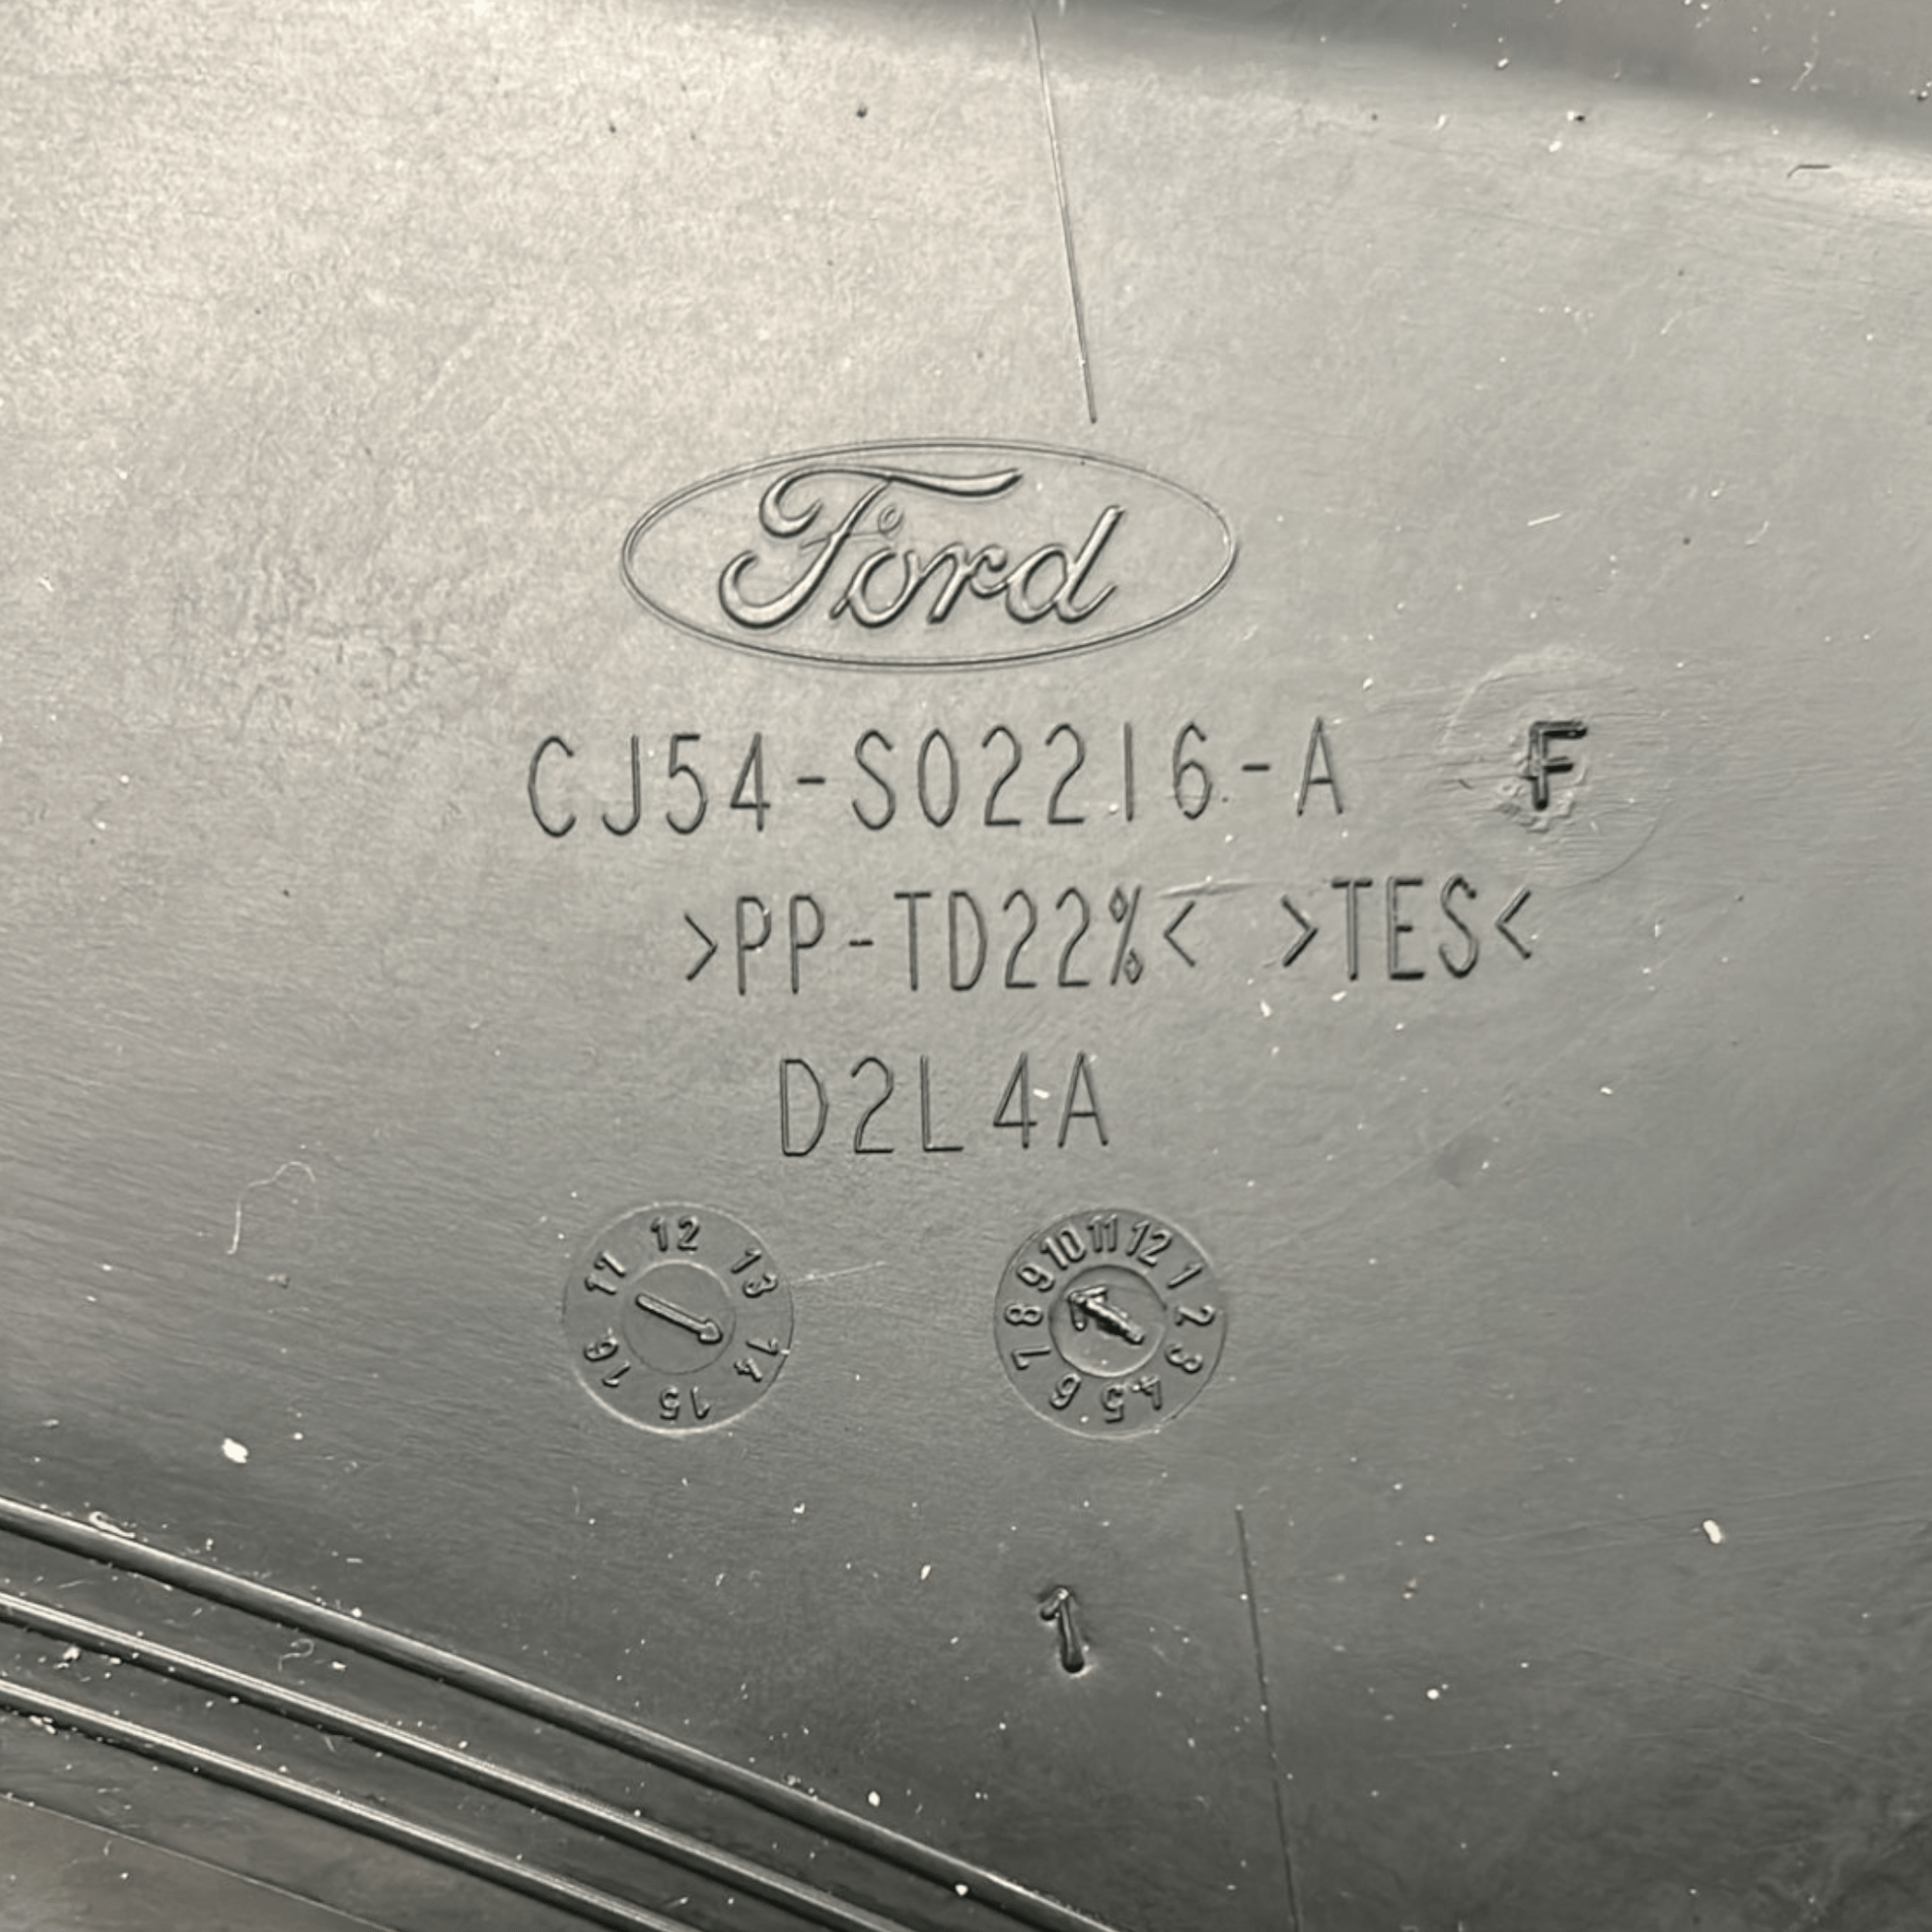 Ford
CJ54-S02216-A F
>PP-TD22%< >TES<
D2L4A
12 13 14 15 16 17
10 11 12 1 2 3 4 5 6 7 8 9
1